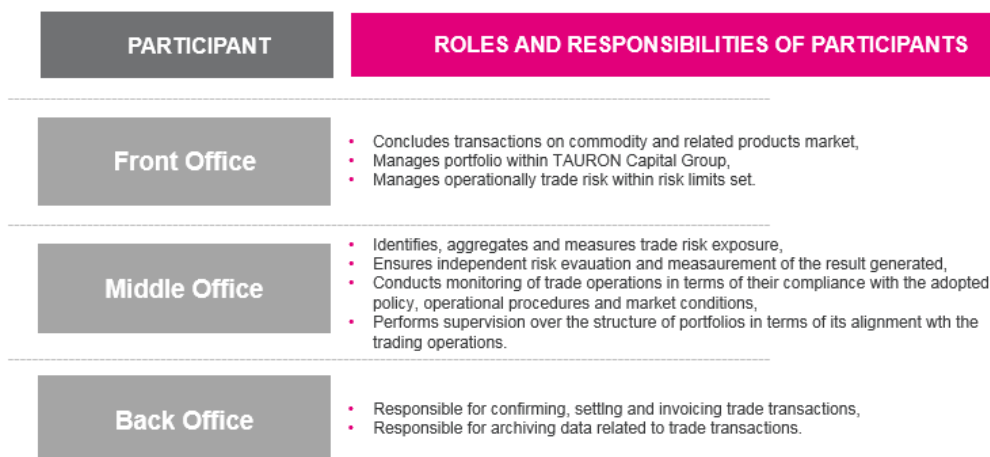 PARTICIPANT
ROLES AND RESPONSIBILITIES OF PARTICIPANTS
Front Office
• Concludes transactions on commodity and related products market,
• Manages portfolio within TAURON Capital Group,
• Manages operationally trade risk within risk limits set.
Middle Office
• Identifies, aggregates and measures trade risk exposure,
• Ensures independent risk evauation and measaurement of the result generated,
• Conducts monitoring of trade operations in terms of their compliance with the adopted
policy, operational procedures and market conditions,
• Performs supervision over the structure of portfolios in terms of its alignment wth the
trading operations.
Back Office
• Responsible for confirming, settlng and invoicing trade transactions,
• Responsible for archiving data related to trade transactions.